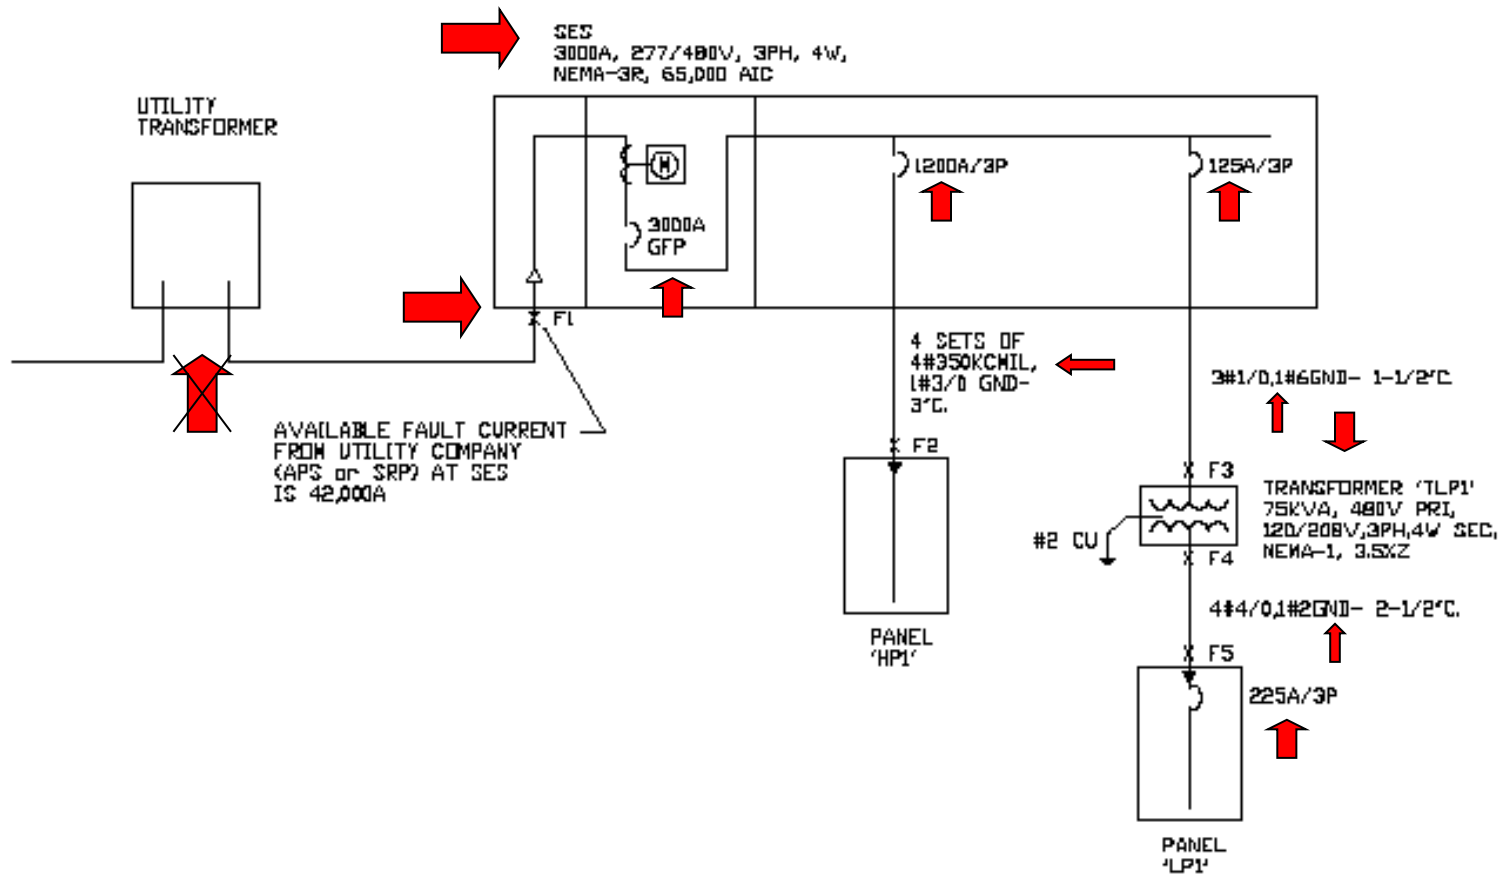 SES
3000A, 277/480V, 3PH, 4W,
NEMA-3R, 65,000 AIC
UTILITY
TRANSFORMER
M
1200A/3P
125A/3P
3000A
GFP
F1
4 SETS OF
4#350KCMIL,
1#3/0 GND-
3"C.
3#1/0,1#6GND- 1-1/2"C.
AVAILABLE FAULT CURRENT
FROM UTILITY COMPANY
(APS or SRP) AT SES
IS 42,000A
F2
F3
TRANSFORMER 'TLP1'
75KVA, 480V PRI,
120/208V,3PH,4W SEC,
NEMA-1, 3.5%Z
#2 CU
F4
4#4/0,1#2GND- 2-1/2"C.
PANEL
'HP1'
F5
225A/3P
PANEL
'LP1'